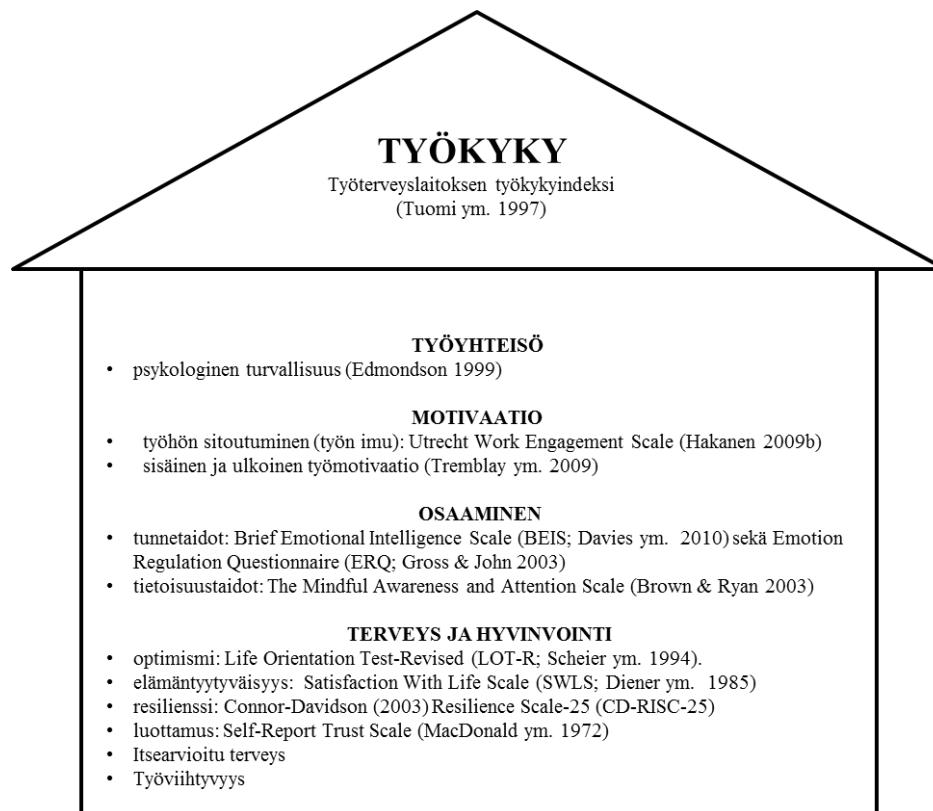 TYÖKYKY
Työterveyslaitoksen työkykyindeksi
(Tuomi ym. 1997)
TYÖYHTEISÖ
• psykologinen turvallisuus (Edmondson 1999)
MOTIVAATIO
• työhön sitoutuminen (työn imu): Utrecht Work Engagement Scale (Hakanen 2009b)
• sisäinen ja ulkoinen työmotivaatio (Tremblay ym. 2009)
OSAAMINEN
• tunnetaidot: Brief Emotional Intelligence Scale (BEIS; Davies ym. 2010) sekä Emotion
Regulation Questionnaire (ERQ; Gross & John 2003)
• tietoisuustaidot: The Mindful Awareness and Attention Scale (Brown & Ryan 2003)
TERVEYS JA HYVINVOINTI
• optimismi: Life Orientation Test-Revised (LOT-R; Scheier ym. 1994).
• elämäntyytyväisyys: Satisfaction With Life Scale (SWLS; Diener ym. 1985)
• resilienssi: Connor-Davidson (2003) Resilience Scale-25 (CD-RISC-25)
• luottamus: Self-Report Trust Scale (MacDonald ym. 1972)
• Itsearvioitu terveys
• Työviihtyvyys